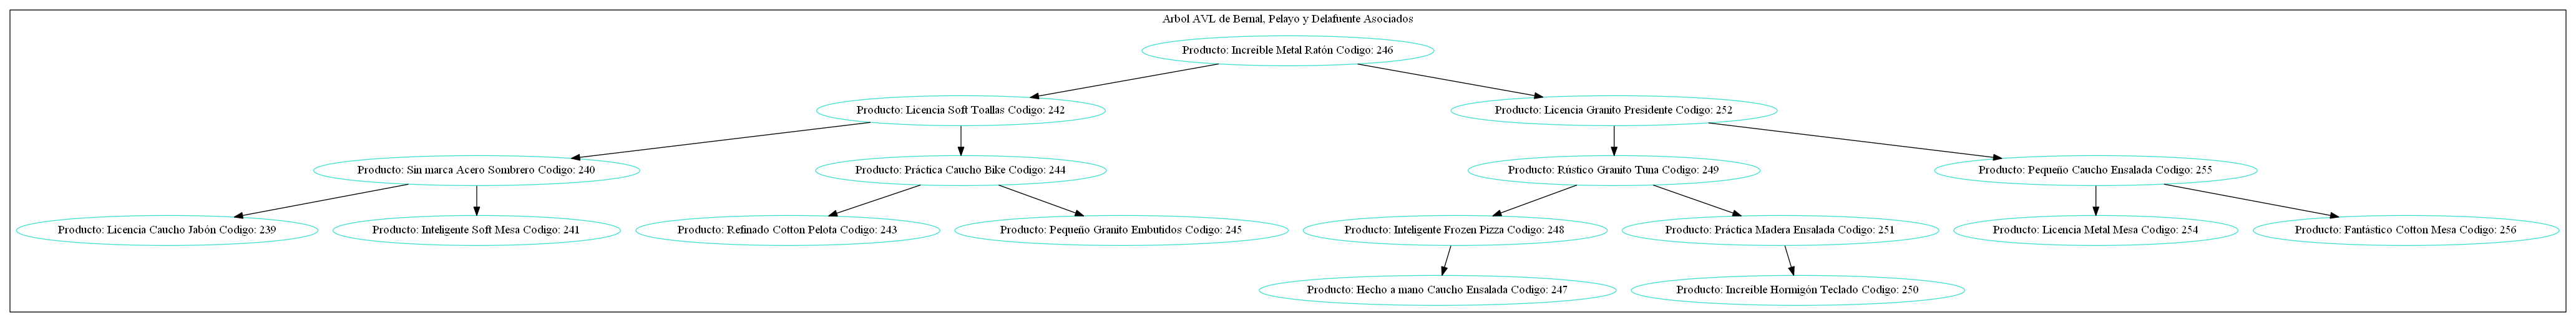 Arbol AVL de Bernal, Pelayo y Delafuente Asociados
Producto: Increíble Metal Ratón Codigo: 246
Producto: Licencia Soft Toallas Codigo: 242
Producto: Licencia Granito Presidente Codigo: 252
Producto: Sin marca Acero Sombrero Codigo: 240
Producto: Práctica Caucho Bike Codigo: 244
Producto: Rústico Granito Tuna Codigo: 249
Producto: Pequeño Caucho Ensalada Codigo: 255
Producto: Licencia Caucho Jabón Codigo: 239
Producto: Inteligente Soft Mesa Codigo: 241
Producto: Refinado Cotton Pelota Codigo: 243
Producto: Pequeño Granito Embutidos Codigo: 245
Producto: Inteligente Frozen Pizza Codigo: 248
Producto: Práctica Madera Ensalada Codigo: 251
Producto: Licencia Metal Mesa Codigo: 254
Producto: Fantástico Cotton Mesa Codigo: 256
Producto: Hecho a mano Caucho Ensalada Codigo: 247
Producto: Increíble Hormigón Teclado Codigo: 250